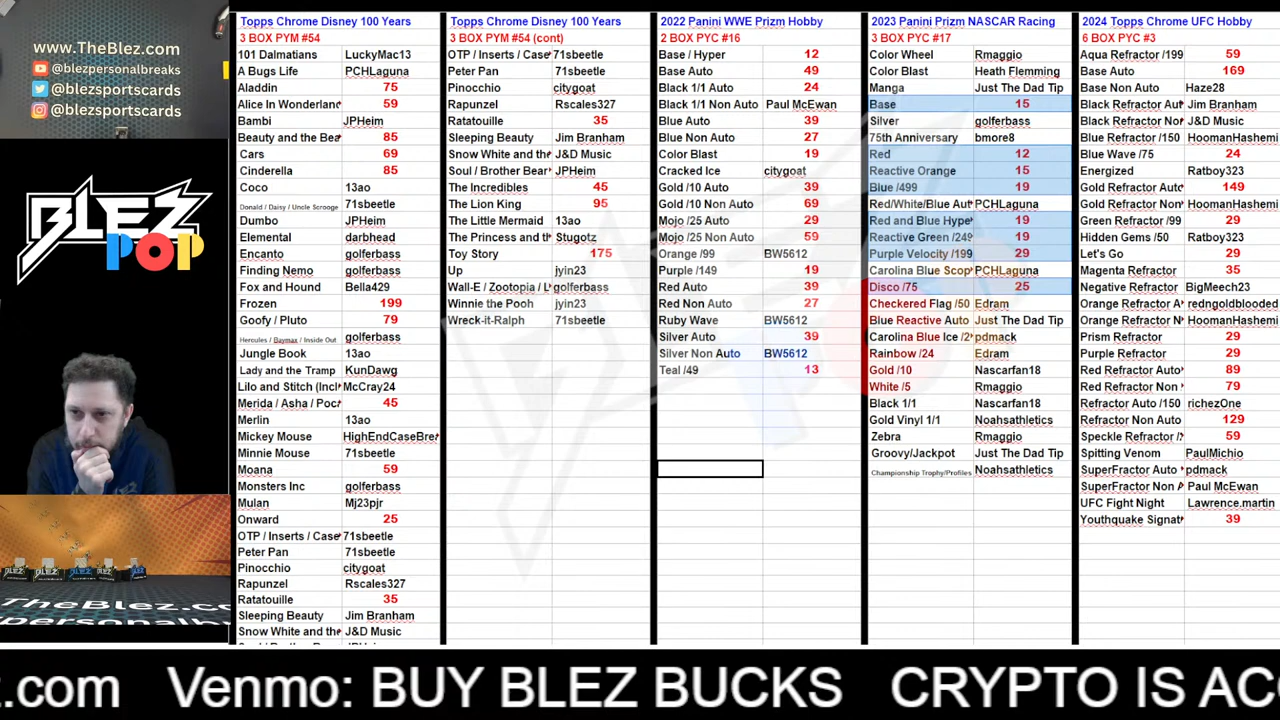 www.TheBlez.com
@blezpersonalbreaks
@blezsportscards
@blezsportscards
BLEZ
POP
TheBlez.co
Topps Chrome Disney 100 Years
3 BOX PYM #54
101 Dalmatians LuckyMac13
A Bugs Life PCHLaguna
Aladdin 75
Alice In Wonderlan 59
Bambi JPHeim
Beauty and the Bea 85
Cars 69
Cinderella 85
Coco 13ao
Donald / Daisy / Uncle Scrooge 71sbeetle
Dumbo JPHeim
Elemental darbhead
Encanto golferbass
Finding Nemo golferbass
Fox and Hound Bella429
Frozen 199
Goofy / Pluto 79
Hercules / Baymax / Inside Out golferbass
Jungle Book 13ao
Lady and the Tramp KunDawg
Lilo and Stitch (Incl McCray24
Merida / Asha / Poc 45
Merlin 13ao
Mickey Mouse HighEndCaseBre
Minnie Mouse 71sbeetle
Moana 59
Monsters Inc golferbass
Mulan Mj23pjr
Onward 25
OTP / Inserts / Case 71sbeetle
Peter Pan 71sbeetle
Pinocchio citygoat
Rapunzel Rscales327
Ratatouille 35
Sleeping Beauty Jim Branham
Snow White and the J&D Music
Topps Chrome Disney 100 Years
3 BOX PYM #54 (cont)
OTP / Inserts / Case 71sbeetle
Peter Pan 71sbeetle
Pinocchio citygoat
Rapunzel Rscales327
Ratatouille 35
Sleeping Beauty Jim Branham
Snow White and the J&D Music
Soul / Brother Bear JPHeim
The Incredibles 45
The Lion King 95
The Little Mermaid 13ao
The Princess and th Stugotz
Toy Story 175
Up jyin23
Wall-E / Zootopia / L golferbass
Winnie the Pooh jyin23
Wreck-it-Ralph 71sbeetle
2022 Panini WWE Prizm Hobby
2 BOX PYC #16
Base / Hyper 12
Base Auto 49
Black 1/1 Auto 24
Black 1/1 Non Auto Paul McEwan
Blue Auto 39
Blue Non Auto 27
Color Blast 19
Cracked Ice citygoat
Gold /10 Auto 39
Gold /10 Non Auto 69
Mojo /25 Auto 29
Mojo /25 Non Auto 59
Orange /99 BW5612
Purple /149 19
Red Auto 39
Red Non Auto 27
Ruby Wave BW5612
Silver Auto 39
Silver Non Auto BW5612
Teal /49 13
2023 Panini Prizm NASCAR Racing
3 BOX PYC #17
Color Wheel Rmaggio
Color Blast Heath Flemming
Manga Just The Dad Tip
Base 15
Silver golferbass
75th Anniversary bmore8
Red 12
Reactive Orange 15
Blue /499 19
Red/White/Blue Aut PCHLaguna
Red and Blue Hype 19
Reactive Green /249 19
Purple Velocity /199 29
Carolina Blue Scop PCHLaguna
Disco /75 25
Checkered Flag /50 Edram
Blue Reactive Auto Just The Dad Tip
Carolina Blue Ice /2 pdmack
Rainbow /24 Edram
Gold /10 Nascarfan18
White /5 Rmaggio
Black 1/1 Nascarfan18
Gold Vinyl 1/1 Noahsathletics
Zebra Rmaggio
Groovy/Jackpot Just The Dad Tip
Championship Trophy/Profiles Noahsathletics
2024 Topps Chrome UFC Hobby
6 BOX PYC #3
Aqua Refractor /199 59
Base Auto 169
Base Non Auto Haze28
Black Refractor Aut Jim Branham
Black Refractor Nor J&D Music
Blue Refractor /150 HoomanHashemi
Blue Wave /75 24
Energized Ratboy323
Gold Refractor Auto 149
Gold Refractor Non HoomanHashemi
Green Refractor /99 29
Hidden Gems /50 Ratboy323
Let's Go 29
Magenta Refractor 35
Negative Refractor BigMeech23
Orange Refractor A redngoldblooded
Orange Refractor N HoomanHashemi
Prism Refractor 29
Purple Refractor 29
Red Refractor Auto 89
Red Refractor Non 79
Refractor Auto /150 richezOne
Refractor Non Auto 129
Speckle Refractor / 59
Spitting Venom PaulMichio
SuperFractor Auto pdmack
SuperFractor Non A Paul McEwan
UFC Fight Night Lawrence.martin
Youthquake Signat 39
z.com Venmo: BUY BLEZ BUCKS CRYPTO IS AC